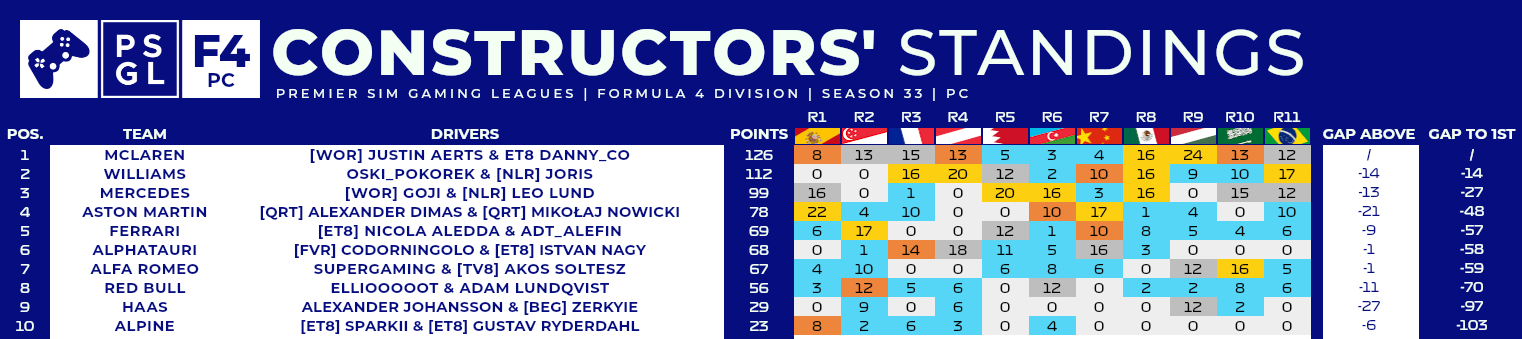 PS GL F4 PC CONSTRUCTORS' STANDINGS
PREMIER SIM GAMING LEAGUES | FORMULA 4 DIVISION | SEASON 33 | PC
R1 R2 R3 R4 R5 R6 R7 R8 R9 R10 R11
POS. TEAM DRIVERS POINTS GAP ABOVE GAP TO 1ST
1 MCLAREN [WOR] JUSTIN AERTS & ET8 DANNY_CO 126 8 13 15 13 5 3 4 16 24 13 12 / /
2 WILLIAMS OSKI_POKOREK & [NLR] JORIS 112 0 0 16 20 12 2 10 16 9 10 17 -14 -14
3 MERCEDES [WOR] GOJI & [NLR] LEO LUND 99 16 0 1 0 20 16 3 16 0 15 12 -13 -27
4 ASTON MARTIN [QRT] ALEXANDER DIMAS & [QRT] MIKOŁAJ NOWICKI 78 22 4 10 0 0 10 17 1 4 0 10 -21 -48
5 FERRARI [ET8] NICOLA ALEDDA & ADT_ALEFIN 69 6 17 0 0 12 1 10 8 5 4 6 -9 -57
6 ALPHATAURI [FVR] CODORNINGOLO & [ET8] ISTVAN NAGY 68 0 1 14 18 11 5 16 3 0 0 0 -1 -58
7 ALFA ROMEO SUPERGAMING & [TV8] AKOS SOLTESZ 67 4 10 0 0 6 8 6 0 12 16 5 -1 -59
8 RED BULL ELLIOOOOOT & ADAM LUNDQVIST 56 3 12 5 6 0 12 0 2 2 8 6 -11 -70
9 HAAS ALEXANDER JOHANSSON & [BEG] ZERKYIE 29 0 9 0 6 0 0 0 0 12 2 0 -27 -97
10 ALPINE [ET8] SPARKII & [ET8] GUSTAV RYDERDAHL 23 8 2 6 3 0 4 0 0 0 0 0 -6 -103